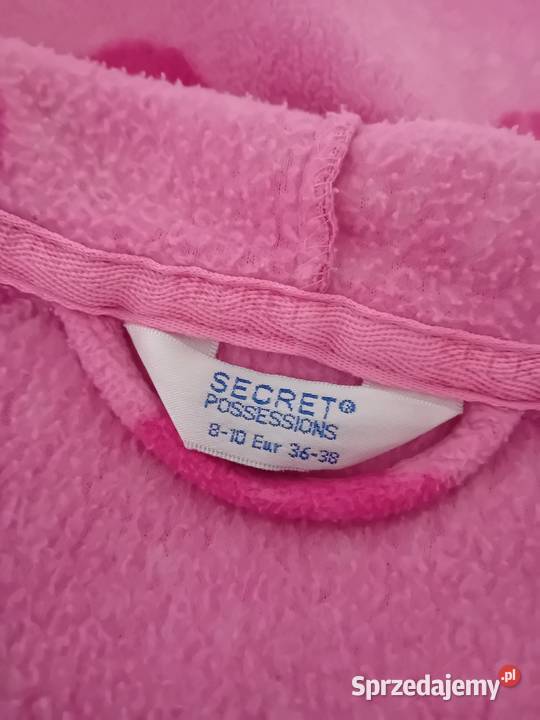 SECRET®
POSSESSIONS
8-10 Eur 36-38
Sprzedajemy.pl